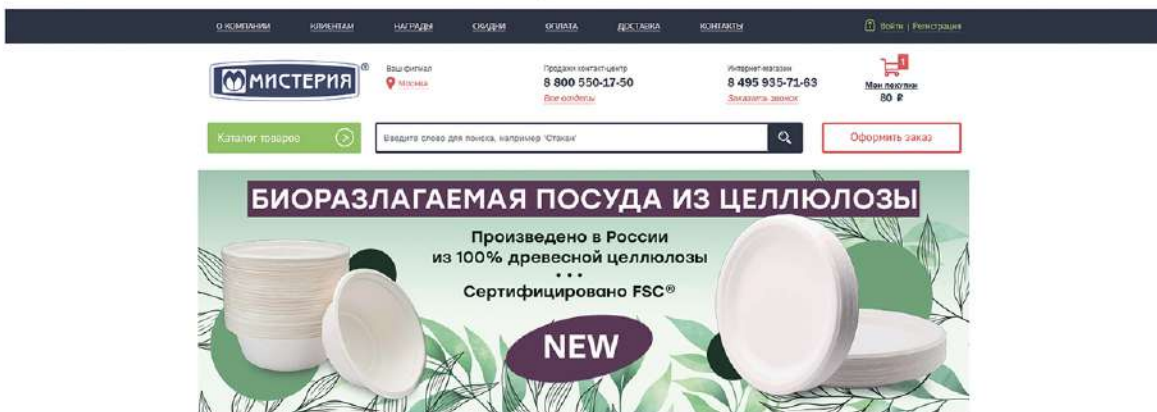 О КОМПАНИИ КЛИЕНТАМ НАГРАДЫ СКИДКИ ОПЛАТА ДОСТАВКА КОНТАКТЫ Войти | Регистрация
МИСТЕРИЯ®
Ваш филиал
Москва
Продажи контакт-центр
8 800 550-17-50
Все отделы
Интернет-магазин
8 495 935-71-63
Заказать звонок
1
Мои покупки
80 ₽
Каталог товаров
Введите слово для поиска, например 'Стакан'
Оформить заказ
БИОРАЗЛАГАЕМАЯ ПОСУДА ИЗ ЦЕЛЛЮЛОЗЫ
Произведено в России
из 100% древесной целлюлозы
• • •
Сертифицировано FSC®
NEW